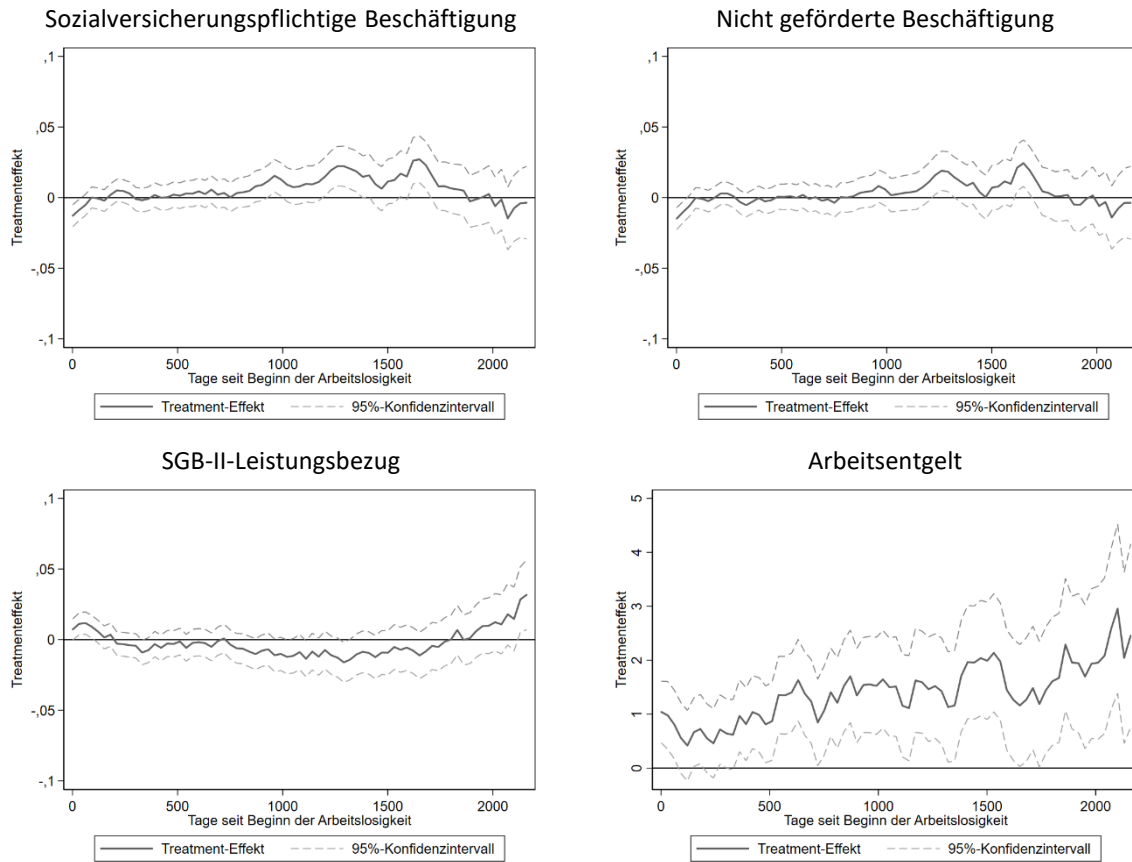 Sozialversicherungspflichtige Beschäftigung
,1
,05
0
-,05
-,1
Treatmenteffekt
0 500 1000 1500 2000
Tage seit Beginn der Arbeitslosigkeit
Treatment-Effekt 95%-Konfidenzintervall
Nicht geförderte Beschäftigung
,1
,05
0
-,05
-,1
Treatmenteffekt
0 500 1000 1500 2000
Tage seit Beginn der Arbeitslosigkeit
Treatment-Effekt 95%-Konfidenzintervall
SGB-II-Leistungsbezug
,1
,05
0
-,05
-,1
Treatmenteffekt
0 500 1000 1500 2000
Tage seit Beginn der Arbeitslosigkeit
Treatment-Effekt 95%-Konfidenzintervall
Arbeitsentgelt
5
4
3
2
1
0
Treatmenteffekt
0 500 1000 1500 2000
Tage seit Beginn der Arbeitslosigkeit
Treatment-Effekt 95%-Konfidenzintervall